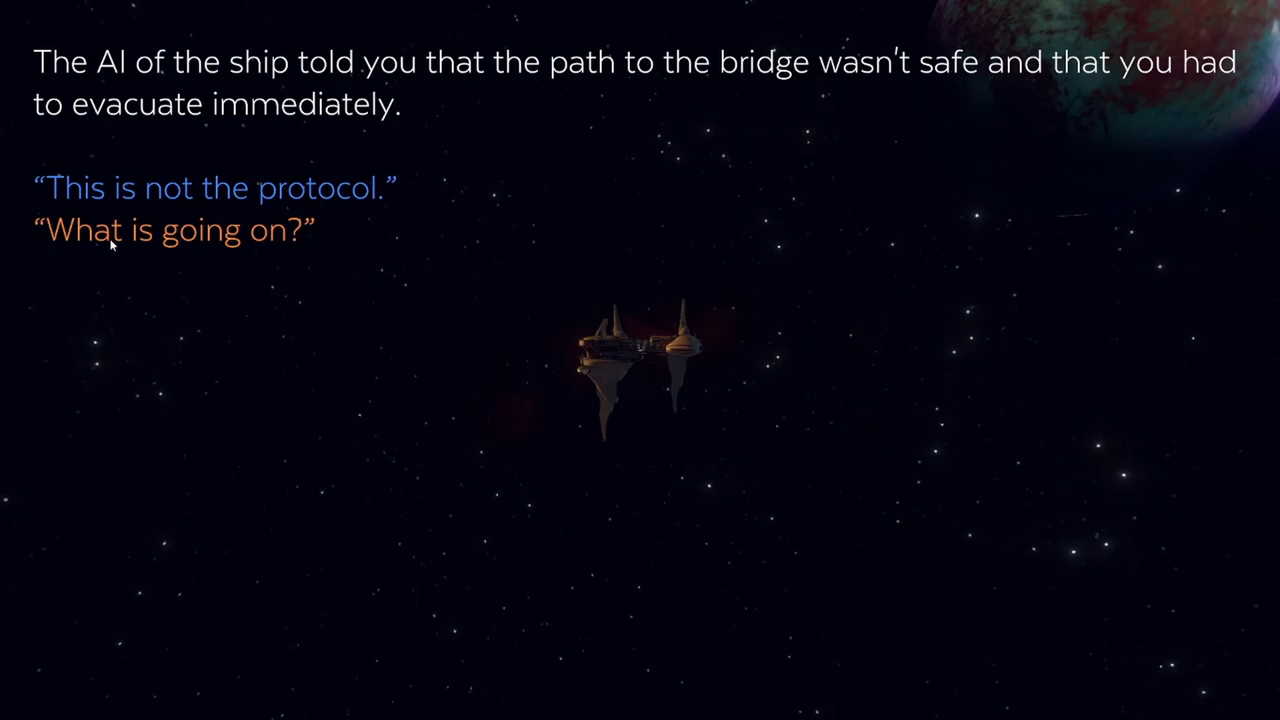 The AI of the ship told you that the path to the bridge wasn't safe and that you had
to evacuate immediately.
“This is not the protocol.”
“What is going on?”